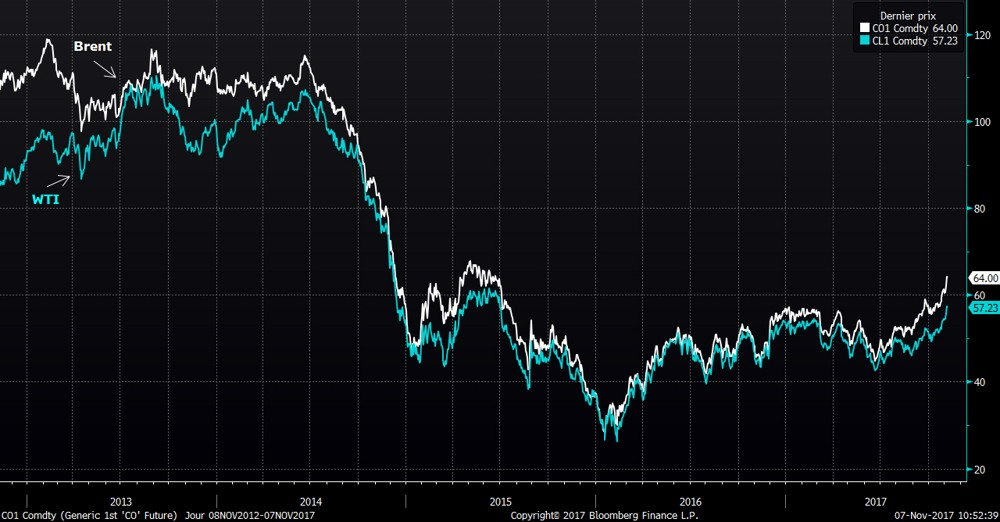 Dernier prix
CO1 Comdty 64.00
CL1 Comdty 57.23
120
Brent
100
WTI
80
64.00
60
57.23
40
20
2013 2014 2015 2016 2017
CO1 Comdty (Generic 1st 'CO' Future) Jour 08NOV2012-07NOV2017 Copyright© 2017 Bloomberg Finance L.P. 07-Nov-2017 10:52:39